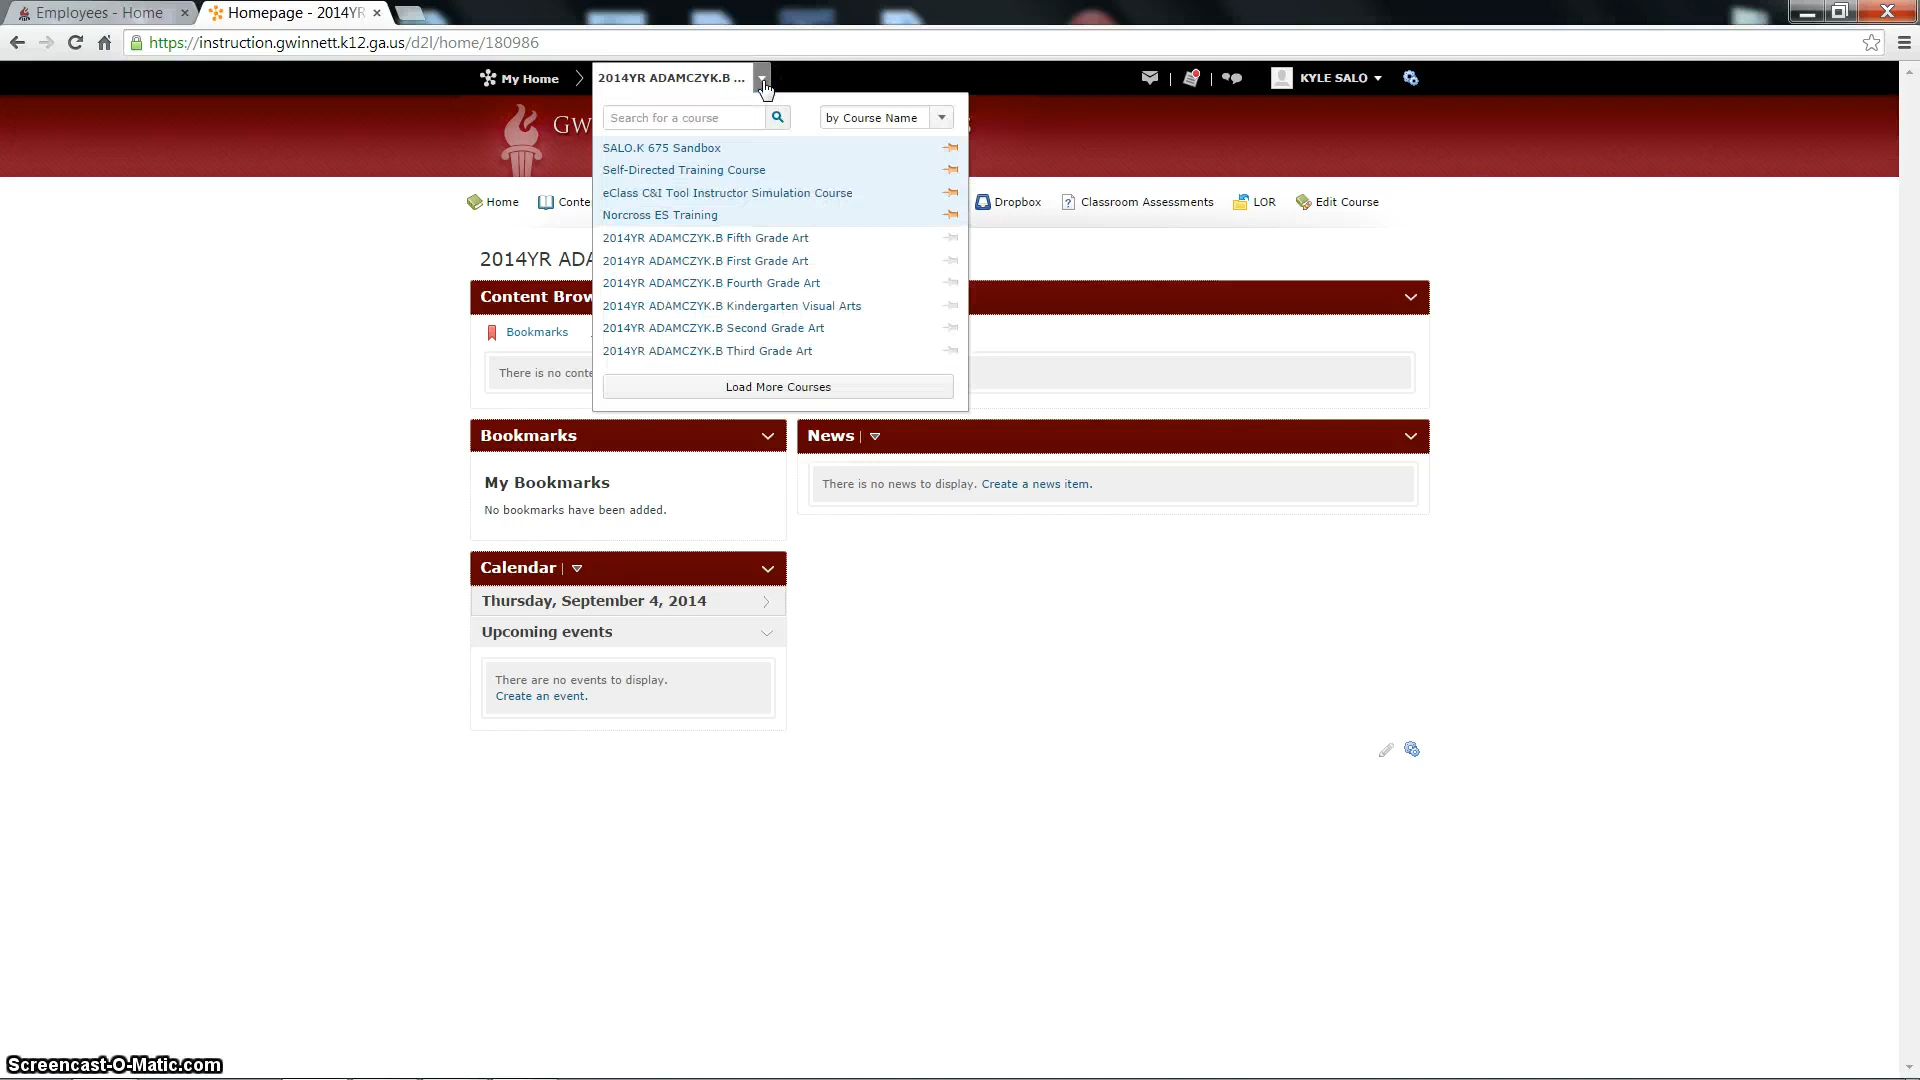 Employees - Home
Homepage - 2014YR
https://instruction.gwinnett.k12.ga.us/d2l/home/180986
My Home
2014YR ADAMCZYK.B ...
KYLE SALO
Search for a course
by Course Name
SALO.K 675 Sandbox
Self-Directed Training Course
eClass C&I Tool Instructor Simulation Course
Norcross ES Training
2014YR ADAMCZYK.B Fifth Grade Art
2014YR ADAMCZYK.B First Grade Art
2014YR ADAMCZYK.B Fourth Grade Art
2014YR ADAMCZYK.B Kindergarten Visual Arts
2014YR ADAMCZYK.B Second Grade Art
2014YR ADAMCZYK.B Third Grade Art
Load More Courses
GW
S
Home
Conte
Dropbox
Classroom Assessments
LOR
Edit Course
2014YR ADA
Content Brow
Bookmarks
There is no conte
Bookmarks
My Bookmarks
No bookmarks have been added.
News
There is no news to display. Create a news item.
Calendar
Thursday, September 4, 2014
Upcoming events
There are no events to display.
Create an event.
Screencast-O-Matic.com